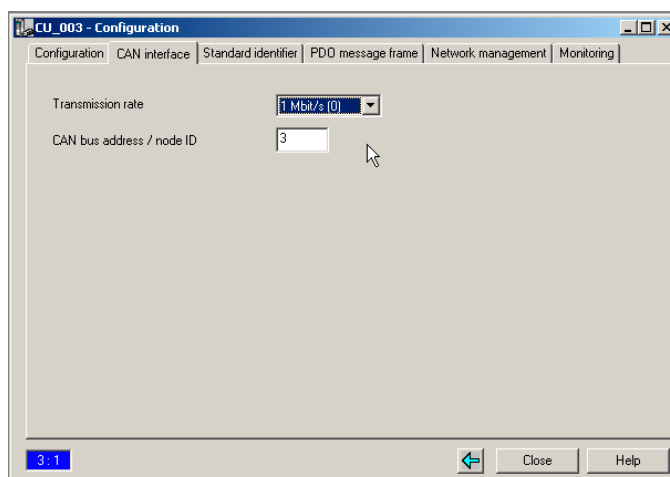 CU_003 - Configuration
Configuration CAN interface Standard identifier PDO message frame Network management Monitoring
Transmission rate 1 Mbit/s (0)
CAN bus address / node ID 3
3 : 1 Close Help